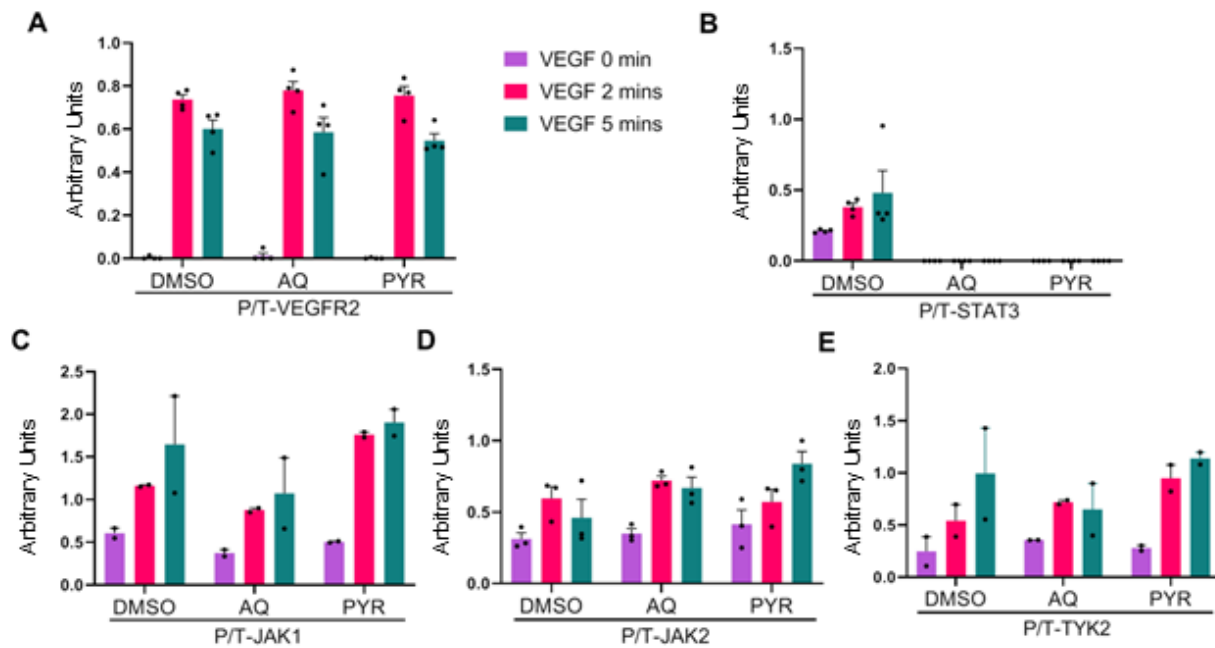 A
Arbitrary Units
1.0
0.8
0.6
0.4
0.2
0.0
DMSO AQ PYR
P/T-VEGFR2
VEGF 0 min
VEGF 2 mins
VEGF 5 mins
B
Arbitrary Units
1.5
1.0
0.5
0.0
DMSO AQ PYR
P/T-STAT3
C
Arbitrary Units
2.5
2.0
1.5
1.0
0.5
0.0
DMSO AQ PYR
P/T-JAK1
D
Arbitrary Units
1.5
1.0
0.5
0.0
DMSO AQ PYR
P/T-JAK2
E
Arbitrary Units
2.0
1.5
1.0
0.5
0.0
DMSO AQ PYR
P/T-TYK2